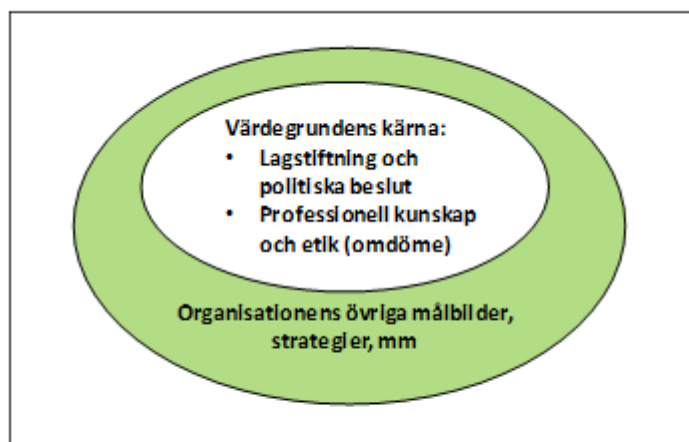 Värdegrundens kärna:
• Lagstiftning och
politiska beslut
• Professionell kunskap
och etik (omdöme)
Organisationens övriga målbilder,
strategier, mm